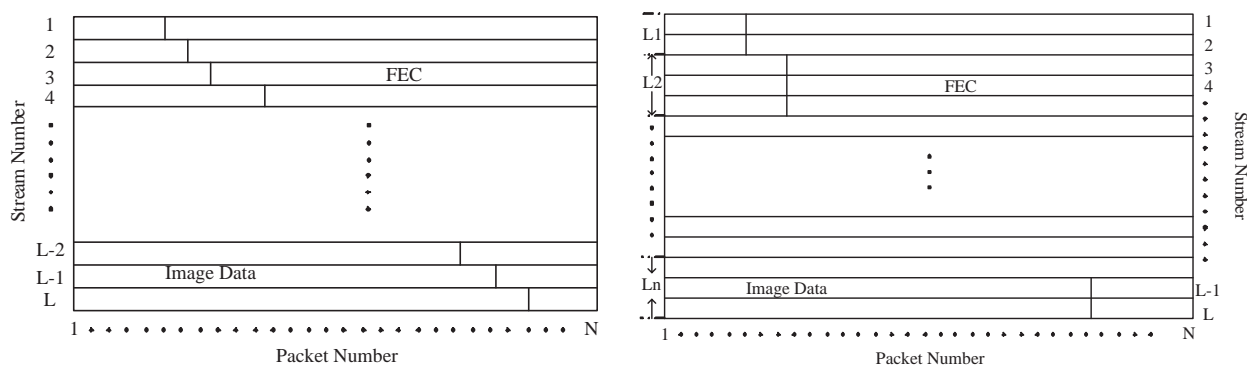 1
2
3
4
FEC
Stream Number
L-2
L-1
L
Image Data
1
N
Packet Number
L1
L2
Ln
1
2
3
4
FEC
Stream Number
Image Data
L-1
L
1
N
Packet Number